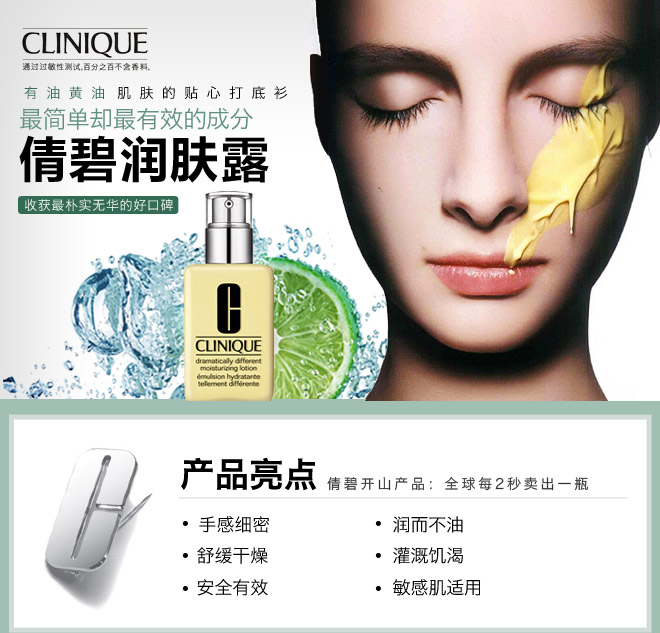 CLINIQUE
通过过敏性测试,百分之百不含香料。
有油黄油 肌肤的贴心打底衫
最简单却最有效的成分
倩碧润肤露
收获最朴实无华的好口碑
CLINIQUE
dramatically different
moisturizing lotion
émulsion hydratante
tellement différente
产品亮点 倩碧开山产品：全球每2秒卖出一瓶
• 手感细密 • 润而不油
• 舒缓干燥 • 灌溉饥渴
• 安全有效 • 敏感肌适用